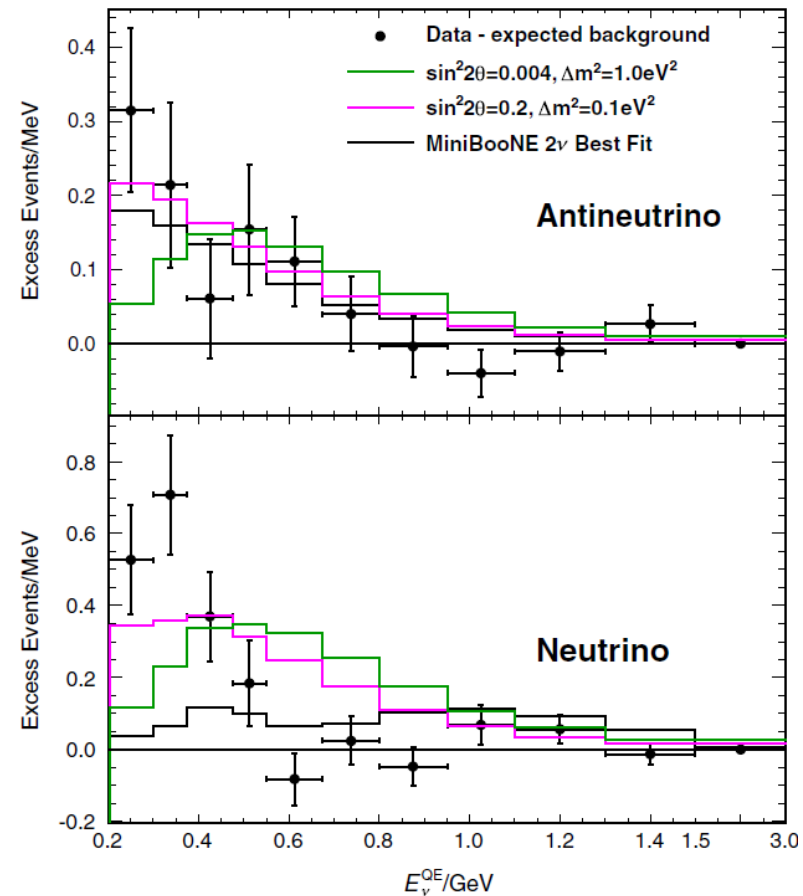 0.4
0.3
0.2
0.1
0.0
Excess Events/MeV
Data - expected background
sin²2θ=0.004, Δm²=1.0eV²
sin²2θ=0.2, Δm²=0.1eV²
MiniBooNE 2ν Best Fit
Antineutrino
0.8
0.6
0.4
0.2
0.0
-0.2
Excess Events/MeV
Neutrino
0.2 0.4 0.6 0.8 1.0 1.2 1.4 1.5 3.0
E_ν^QE/GeV